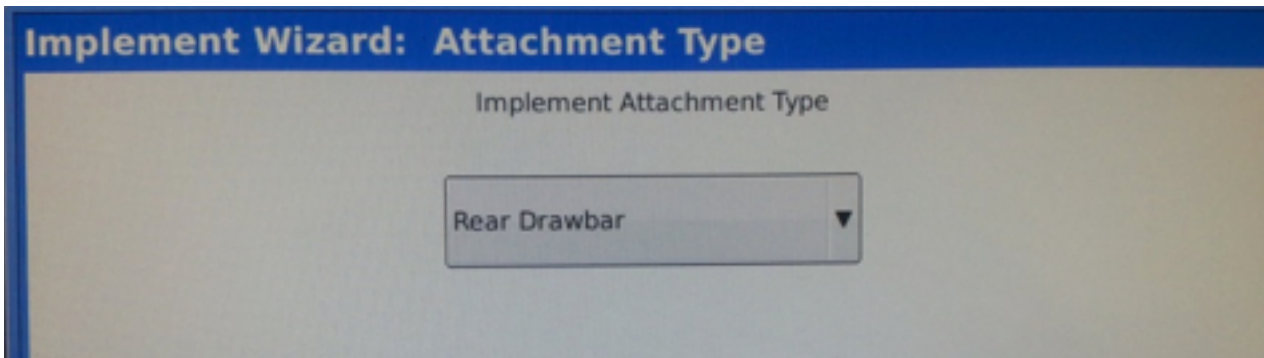 Implement Wizard: Attachment Type
Implement Attachment Type
Rear Drawbar